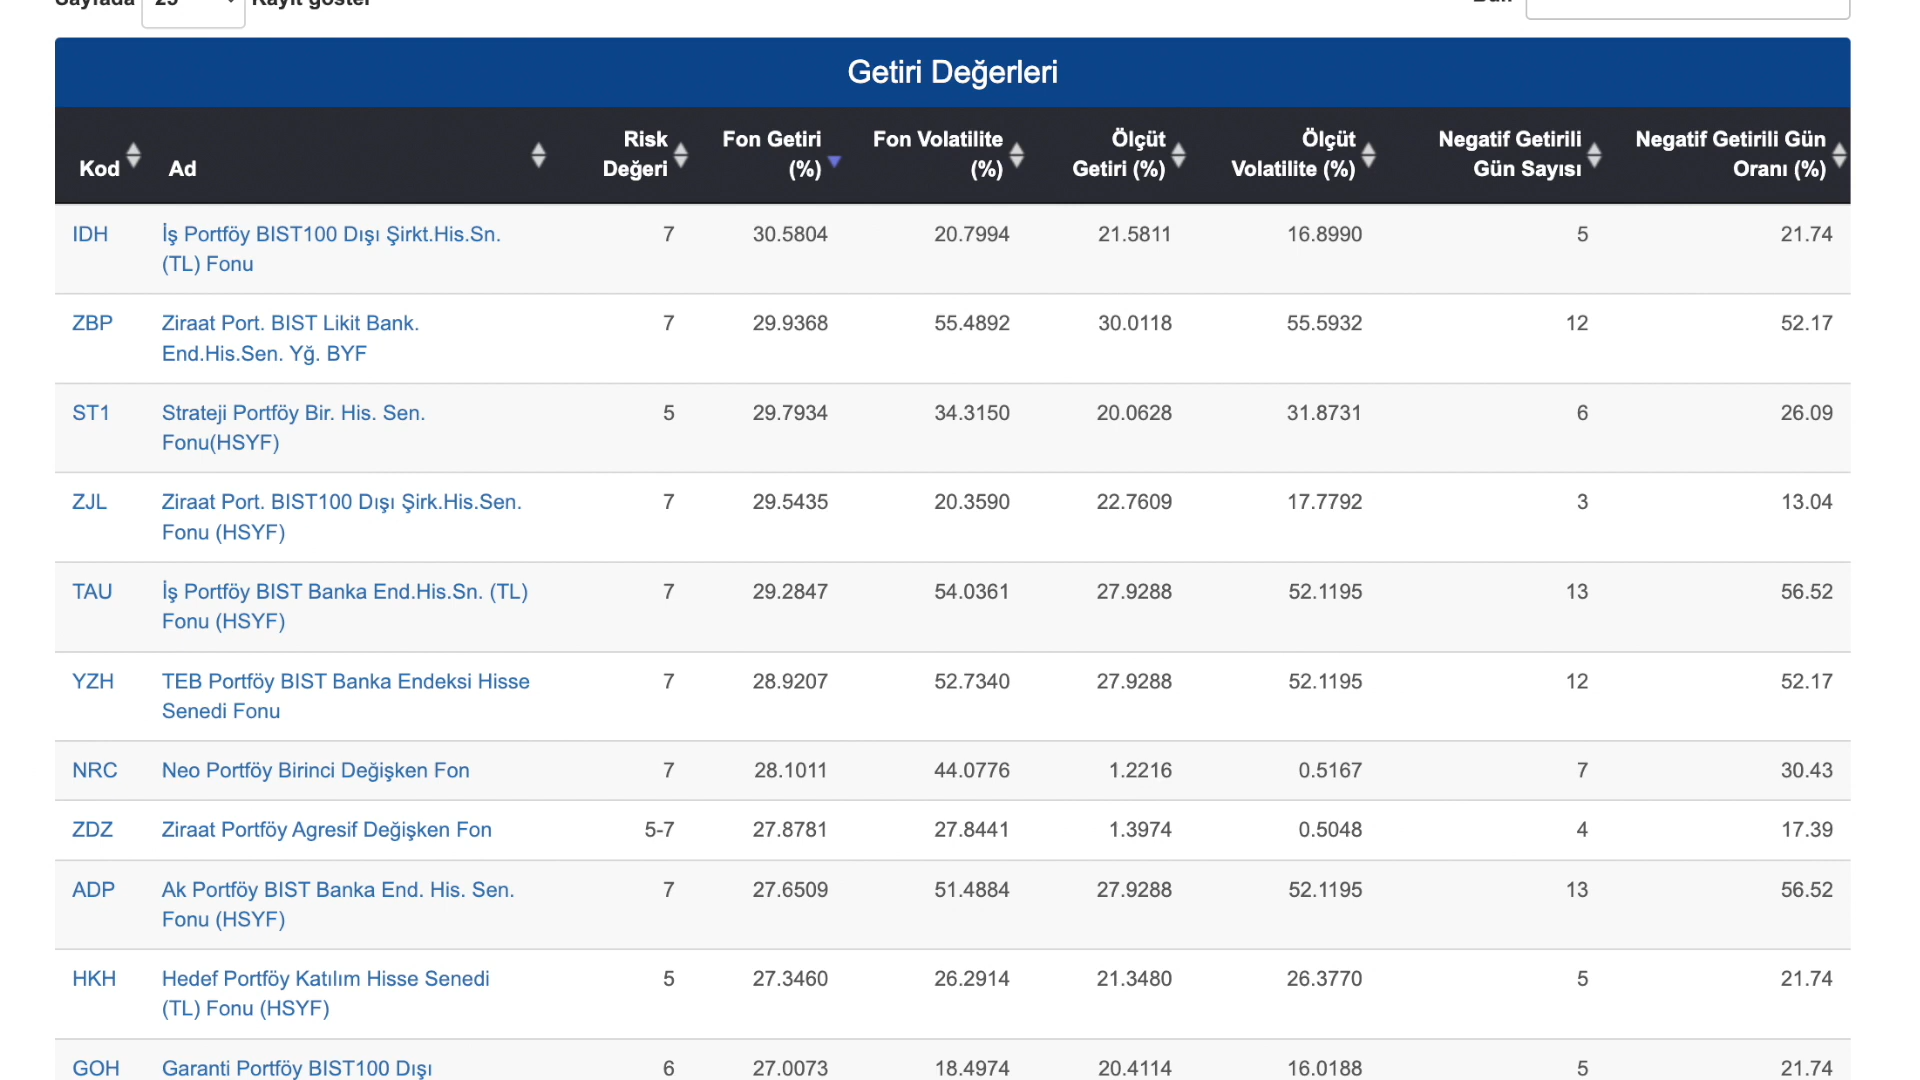 Sayfada 25 Kayıt göster
Bul:
Getiri Değerleri
Kod Ad Risk Değeri Fon Getiri (%) Fon Volatilite (%) Ölçüt Getiri (%) Ölçüt Volatilite (%) Negatif Getirili Gün Sayısı Negatif Getirili Gün Oranı (%)
IDH İş Portföy BIST100 Dışı Şirkt.His.Sn. 7 30.5804 20.7994 21.5811 16.8990 5 21.74
(TL) Fonu
ZBP Ziraat Port. BIST Likit Bank. 7 29.9368 55.4892 30.0118 55.5932 12 52.17
End.His.Sen. Yğ. BYF
ST1 Strateji Portföy Bir. His. Sen. 5 29.7934 34.3150 20.0628 31.8731 6 26.09
Fonu(HSYF)
ZJL Ziraat Port. BIST100 Dışı Şirk.His.Sen. 7 29.5435 20.3590 22.7609 17.7792 3 13.04
Fonu (HSYF)
TAU İş Portföy BIST Banka End.His.Sn. (TL) 7 29.2847 54.0361 27.9288 52.1195 13 56.52
Fonu (HSYF)
YZH TEB Portföy BIST Banka Endeksi Hisse 7 28.9207 52.7340 27.9288 52.1195 12 52.17
Senedi Fonu
NRC Neo Portföy Birinci Değişken Fon 7 28.1011 44.0776 1.2216 0.5167 7 30.43
ZDZ Ziraat Portföy Agresif Değişken Fon 5-7 27.8781 27.8441 1.3974 0.5048 4 17.39
ADP Ak Portföy BIST Banka End. His. Sen. 7 27.6509 51.4884 27.9288 52.1195 13 56.52
Fonu (HSYF)
HKH Hedef Portföy Katılım Hisse Senedi 5 27.3460 26.2914 21.3480 26.3770 5 21.74
(TL) Fonu (HSYF)
GOH Garanti Portföy BIST100 Dışı 6 27.0073 18.4974 20.4114 16.0188 5 21.74